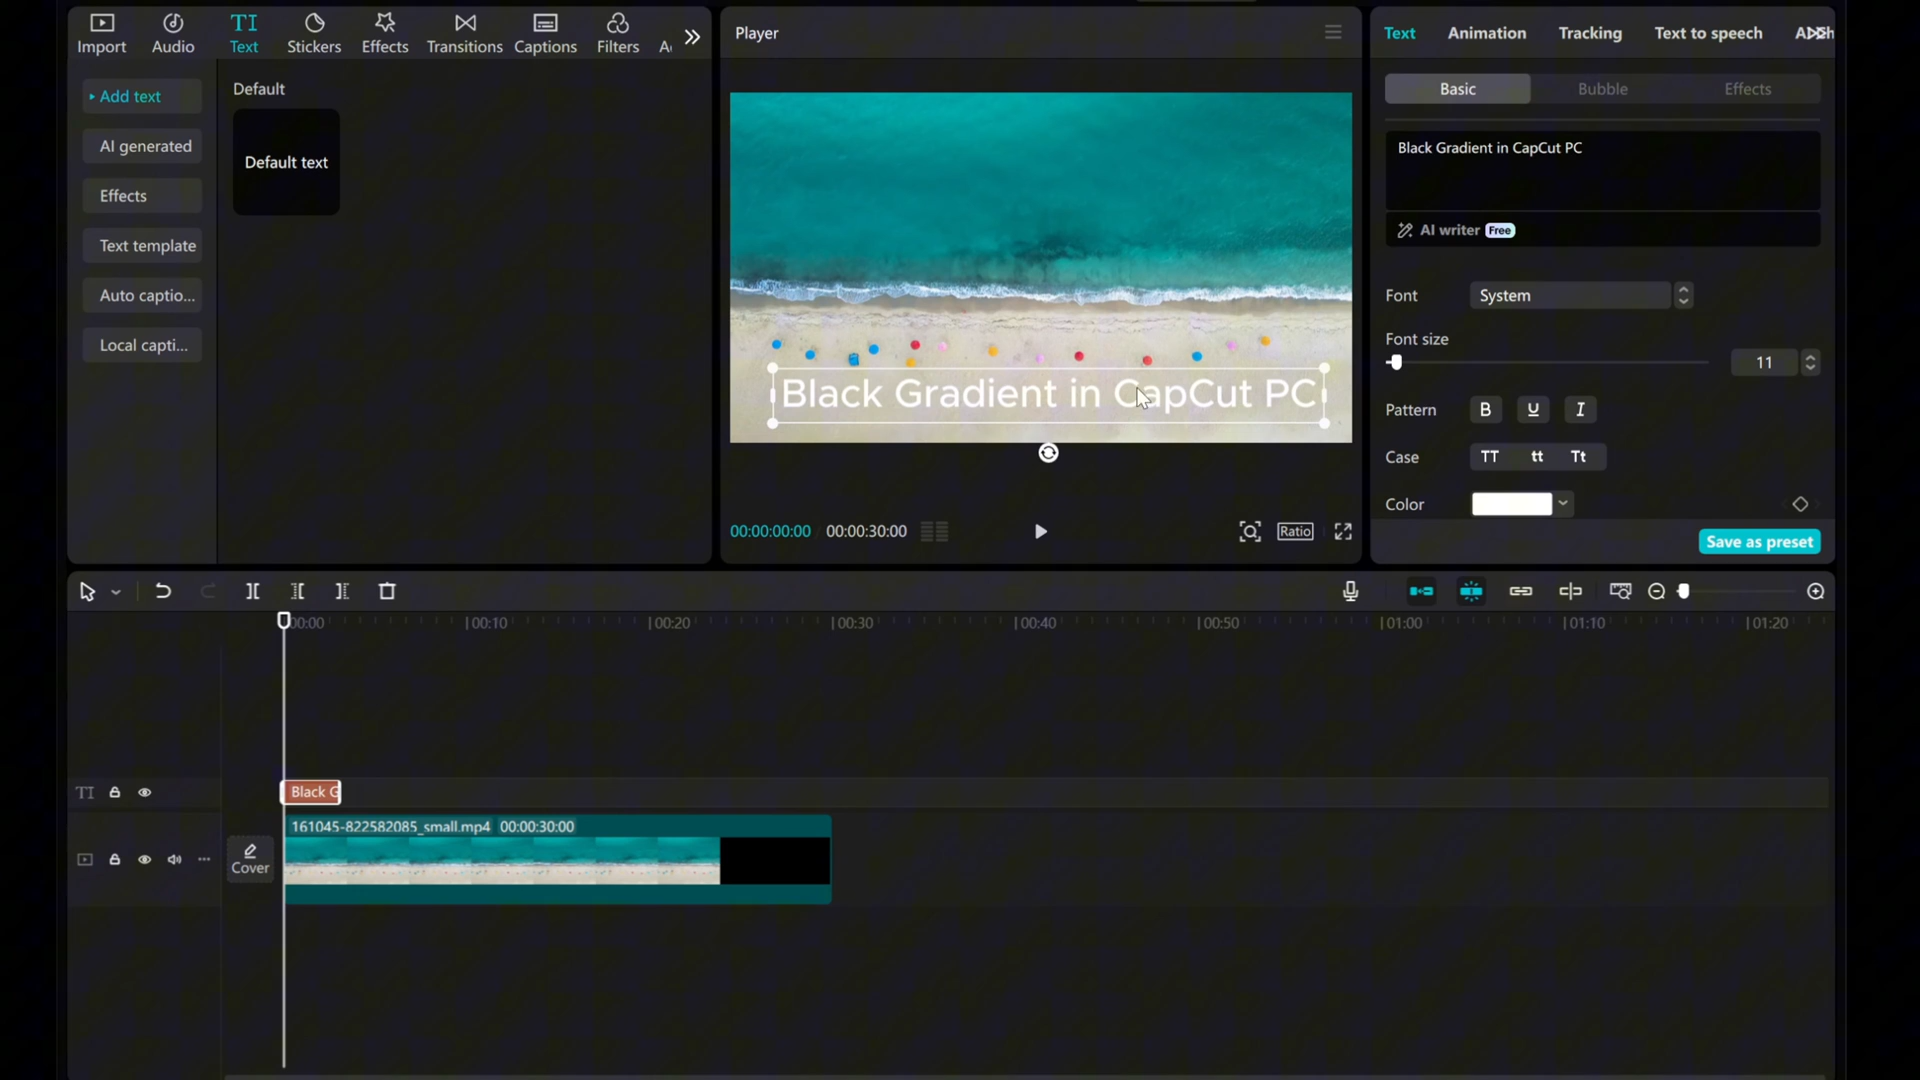 Import Audio TI Text Stickers Effects Transitions Captions Filters
Add text
AI generated
Effects
Text template
Auto captio...
Local capti...
Default
Default text
Player
Black Gradient in CapCut PC
00:00:00:00 00:00:30:00
Ratio
Text Animation Tracking Text to speech
Basic Bubble Effects
Black Gradient in CapCut PC
AI writer Free
Font System
Font size
11
Pattern B U I
Case TT tt Tt
Color
Save as preset
00:00 00:10 00:20 00:30 00:40 00:50 01:00 01:10 01:20
TI
Black G
161045-822582085_small.mp4 00:00:30:00
Cover